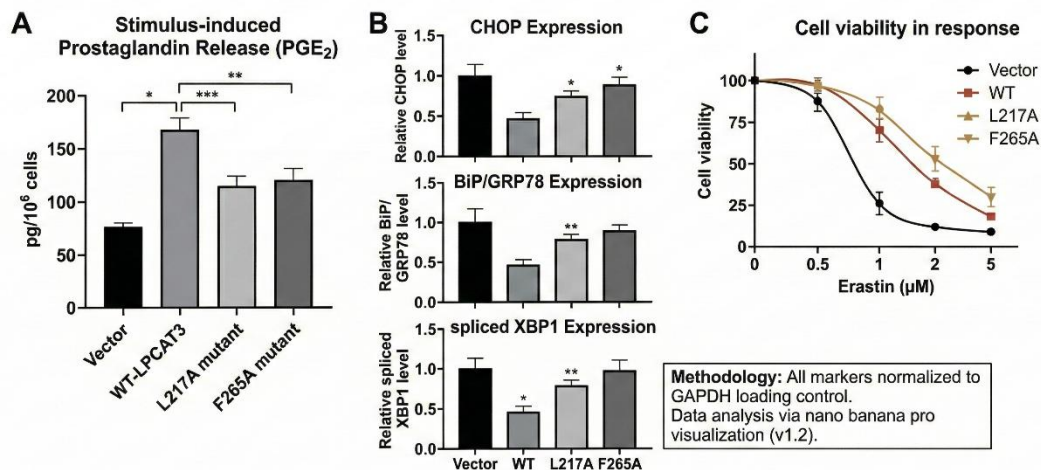 A
Stimulus-induced
Prostaglandin Release (PGE₂)
**
*
***
200
150
100
50
0
pg/10⁶ cells
Vector
WT-LPCAT3
L217A mutant
F265A mutant
B
CHOP Expression
Relative CHOP level
1.5
1.0
0.5
0.0
*
*
BiP/GRP78 Expression
Relative BiP/
GRP78 level
1.5
1.0
0.5
0.0
**
spliced XBP1 Expression
Relative spliced
XBP1 level
1.5
1.0
0.5
0.0
*
**
Vector WT L217A F265A
C
Cell viability in response
Vector
WT
L217A
F265A
Cell viability
100
75
50
25
0
0 0.5 1 2 5
Erastin (μM)
Methodology: All markers normalized to
GAPDH loading control.
Data analysis via nano banana pro
visualization (v1.2).